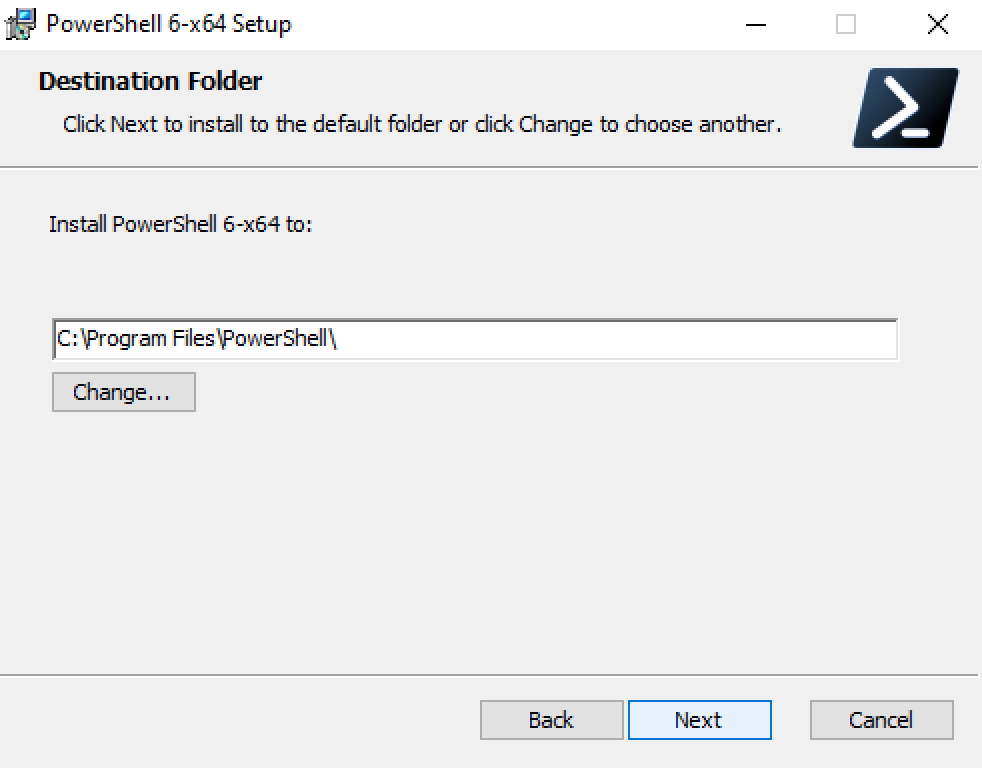 PowerShell 6-x64 Setup
Destination Folder
Click Next to install to the default folder or click Change to choose another.
Install PowerShell 6-x64 to:
C:\Program Files\PowerShell\
Change...
Back
Next
Cancel